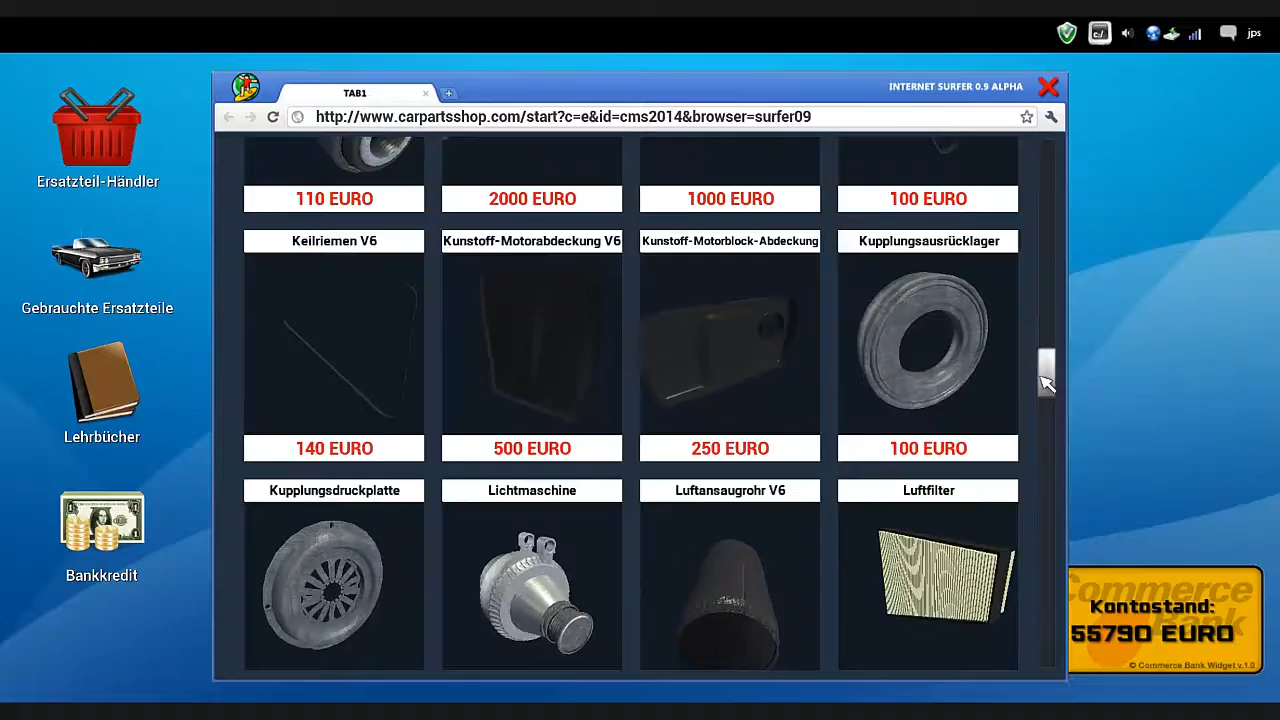 jps
TAB1
INTERNET SURFER 0.9 ALPHA
http://www.carpartsshop.com/start?c=e&id=cms2014&browser=surfer09
Ersatzteil-Händler
Gebrauchte Ersatzteile
Lehrbücher
Bankkredit
110 EURO
2000 EURO
1000 EURO
100 EURO
Keilriemen V6
Kunstoff-Motorabdeckung V6
Kunstoff-Motorblock-Abdeckung
Kupplungsausrücklager
140 EURO
500 EURO
250 EURO
100 EURO
Kupplungsdruckplatte
Lichtmaschine
Luftansaugrohr V6
Luftfilter
Commerce
Bank
Kontostand:
55790 EURO
© Commerce Bank Widget v.1.0